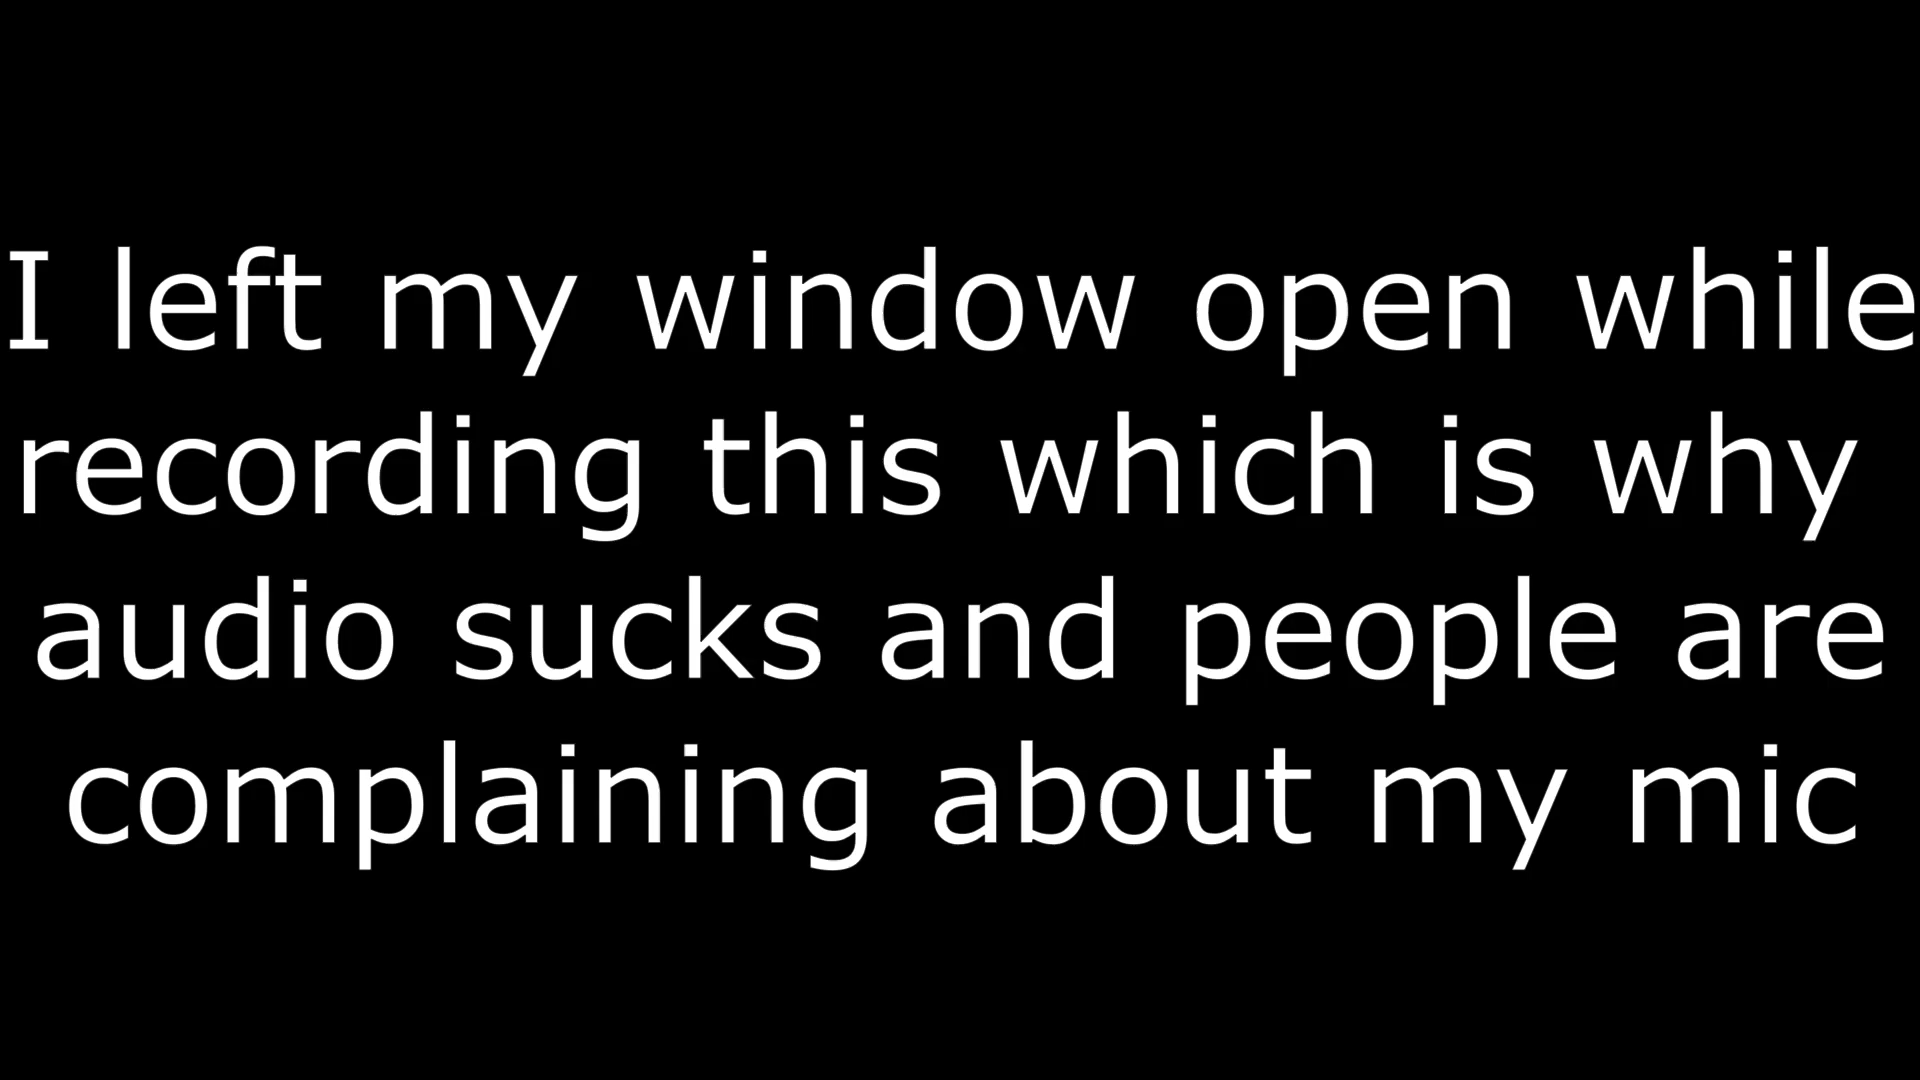 I left my window open while
recording this which is why
audio sucks and people are
complaining about my mic